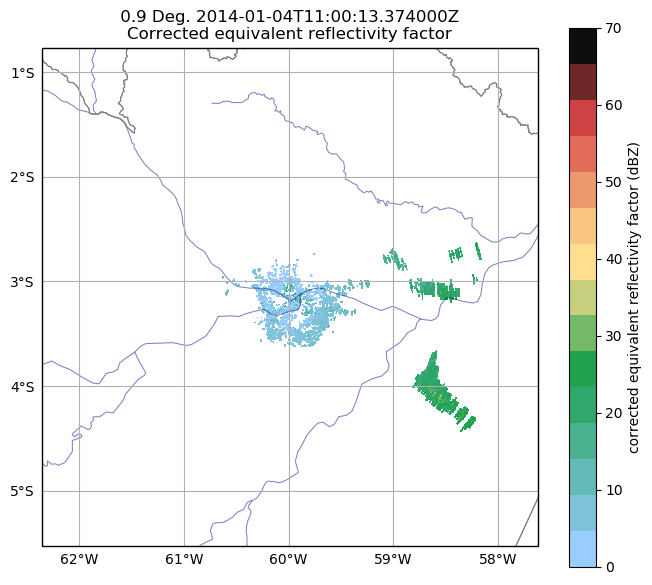 0.9 Deg. 2014-01-04T11:00:13.374000Z
Corrected equivalent reflectivity factor
1°S
2°S
3°S
4°S
5°S
62°W 61°W 60°W 59°W 58°W
70
60
50
40
30
20
10
0
corrected equivalent reflectivity factor (dBZ)